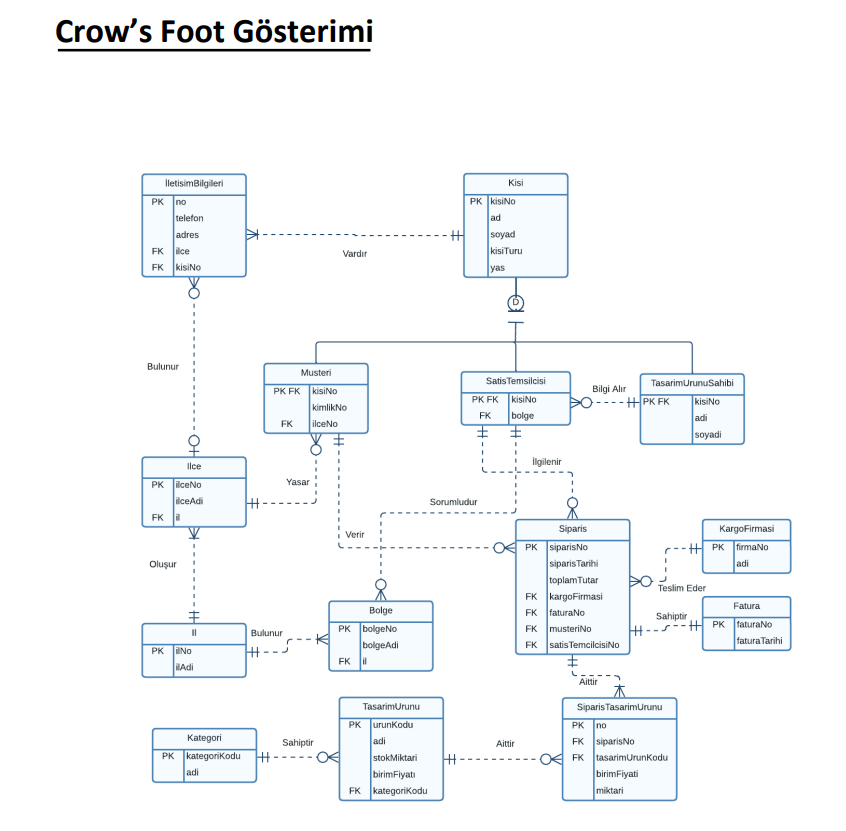 Crow's Foot Gösterimi
İletisimBilgileri
PK no
telefon
adres
FK ilce
FK kisiNo
Kisi
PK kisiNo
ad
soyad
kisiTuru
yas
Vardır
D
Bulunur
Musteri
PK FK kisiNo
kimlikNo
FK ilceNo
SatisTemsilcisi
PK FK kisiNo
FK bolge
Bilgi Alır
TasarimUrunuSahibi
PK FK kisiNo
adi
soyadi
Ilce
PK ilceNo
ilceAdi
FK il
Yasar
İlgilenir
Sorumludur
Verir
Siparis
PK siparisNo
siparisTarihi
toplamTutar
FK kargoFirmasi
FK faturaNo
FK musteriNo
FK satisTemcilcisiNo
KargoFirmasi
PK firmaNo
adi
Teslim Eder
Fatura
PK faturaNo
faturaTarihi
Sahiptir
Oluşur
Il
PK ilNo
ilAdi
Bulunur
Bolge
PK bolgeNo
bolgeAdi
FK il
Aittir
Kategori
PK kategoriKodu
adi
Sahiptir
TasarimUrunu
PK urunKodu
adi
stokMiktari
birimFiyatı
FK kategoriKodu
Aittir
SiparisTasarimUrunu
PK no
FK siparisNo
FK tasarimUrunKodu
birimFiyati
miktari